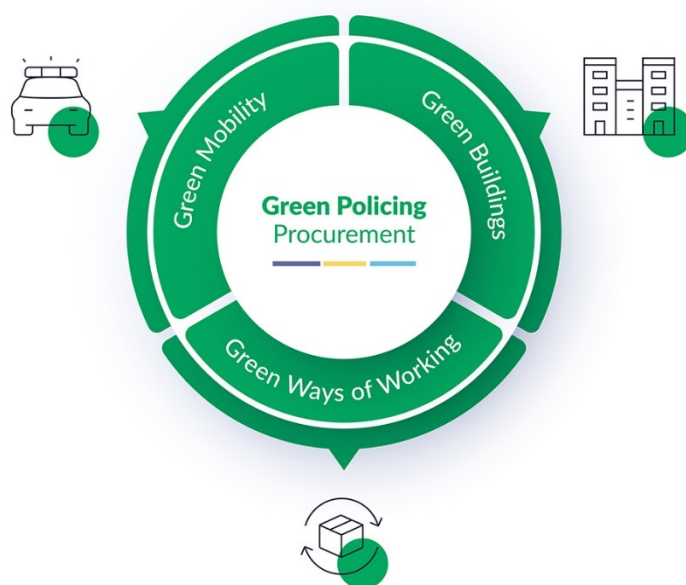 Green Mobility
Green Buildings
Green Policing
Procurement
Green Ways of Working